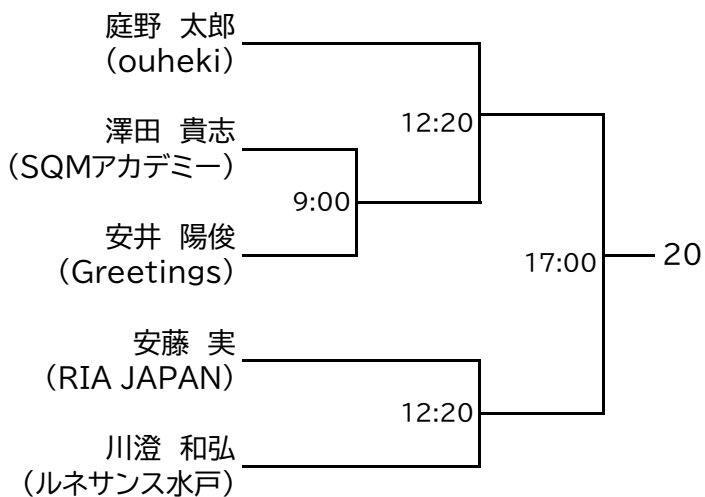 庭野　太郎
（ouheki）
12:20
澤田　貴志
（SQMアカデミー）
9:00
安井　陽俊
（Greetings）
17:00
20
安藤　実
（RIA JAPAN）
12:20
川澄　和弘
（ルネサンス水戸）